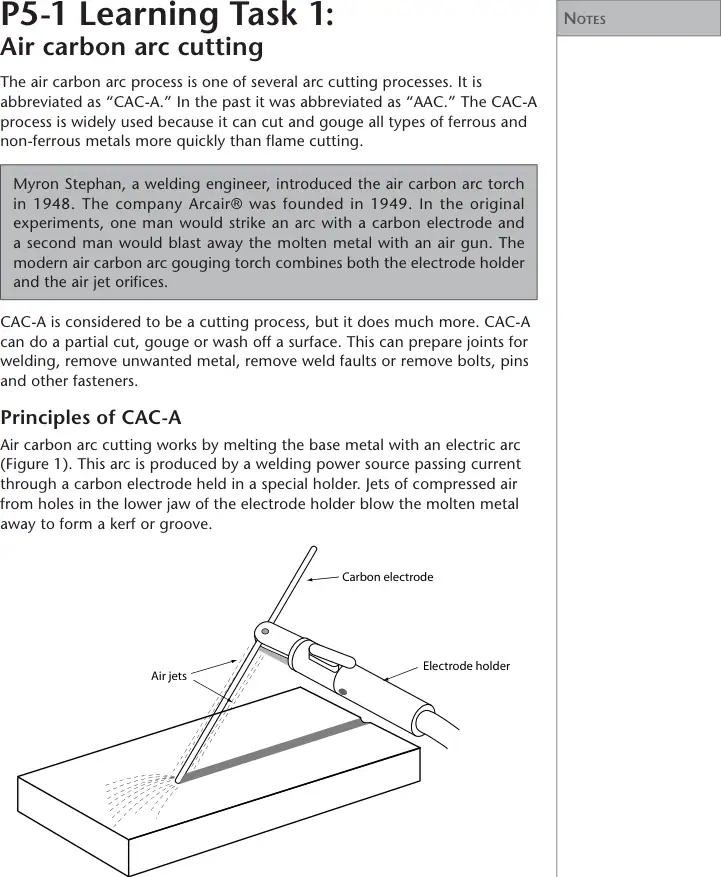 P5-1 Learning Task 1:
Air carbon arc cutting
Notes
The air carbon arc process is one of several arc cutting processes. It is
abbreviated as “CAC-A.” In the past it was abbreviated as “AAC.” The CAC-A
process is widely used because it can cut and gouge all types of ferrous and
non-ferrous metals more quickly than flame cutting.
Myron Stephan, a welding engineer, introduced the air carbon arc torch
in 1948. The company Arcair® was founded in 1949. In the original
experiments, one man would strike an arc with a carbon electrode and
a second man would blast away the molten metal with an air gun. The
modern air carbon arc gouging torch combines both the electrode holder
and the air jet orifices.
CAC-A is considered to be a cutting process, but it does much more. CAC-A
can do a partial cut, gouge or wash off a surface. This can prepare joints for
welding, remove unwanted metal, remove weld faults or remove bolts, pins
and other fasteners.
Principles of CAC-A
Air carbon arc cutting works by melting the base metal with an electric arc
(Figure 1). This arc is produced by a welding power source passing current
through a carbon electrode held in a special holder. Jets of compressed air
from holes in the lower jaw of the electrode holder blow the molten metal
away to form a kerf or groove.
Carbon electrode
Electrode holder
Air jets